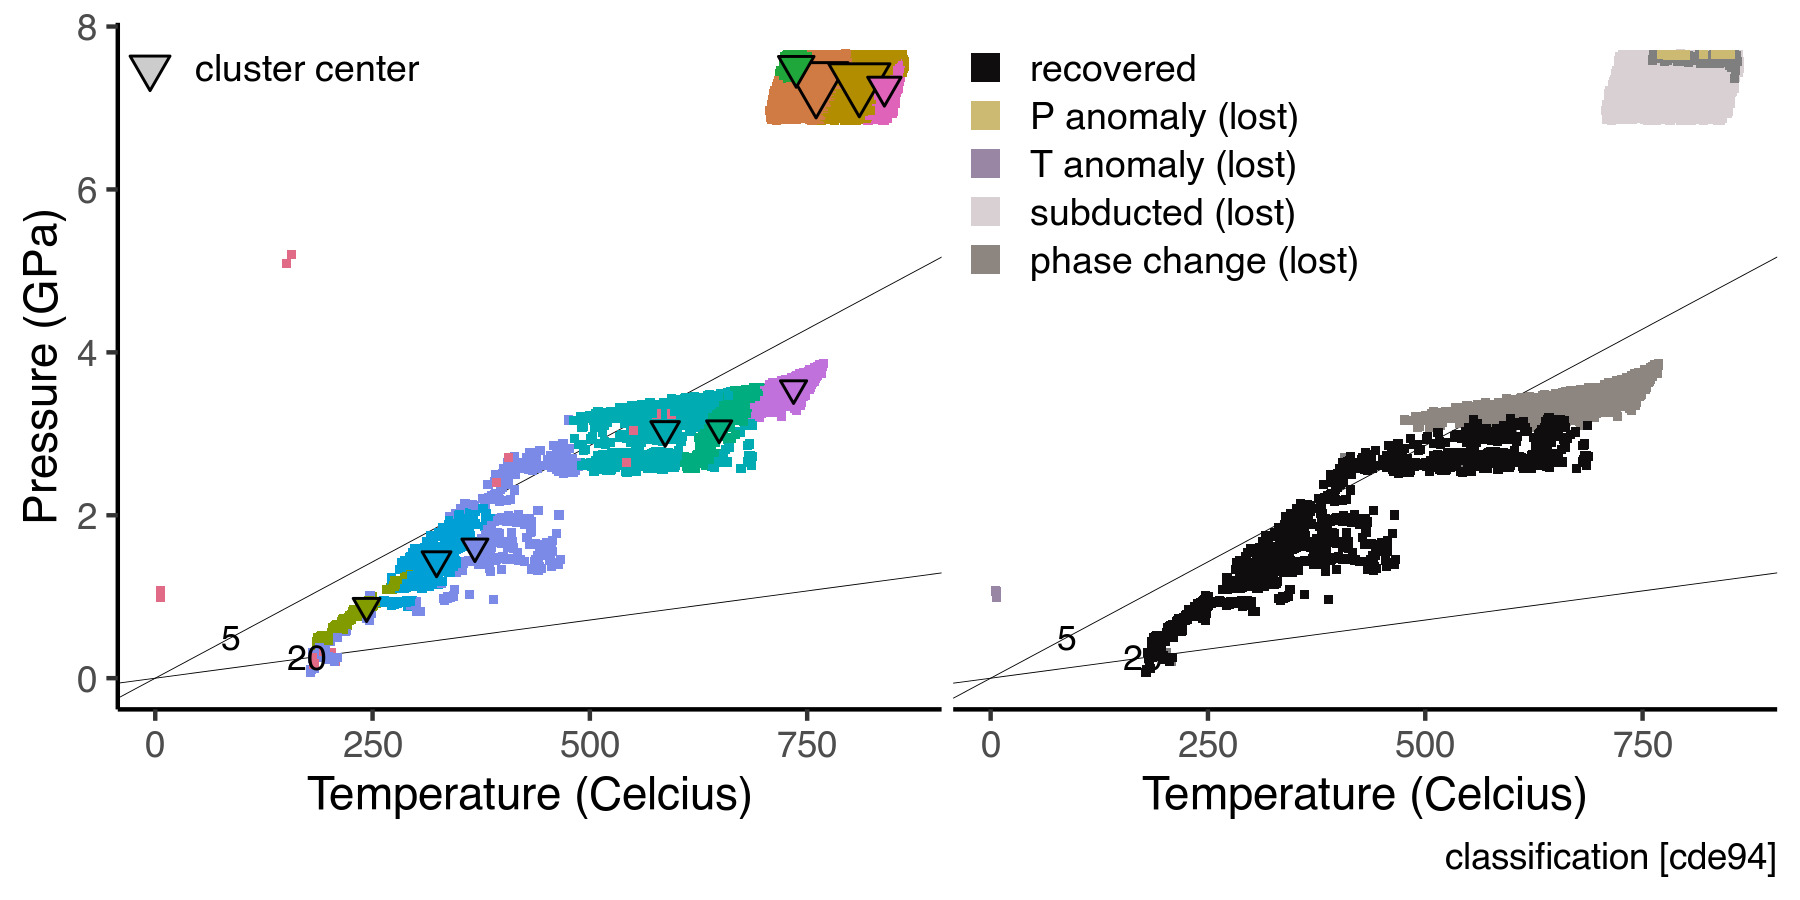 8
6
4
2
0
Pressure (GPa)
cluster center
5
20
0
250
500
750
Temperature (Celcius)
recovered
P anomaly (lost)
T anomaly (lost)
subducted (lost)
phase change (lost)
5
20
0
250
500
750
Temperature (Celcius)
classification [cde94]